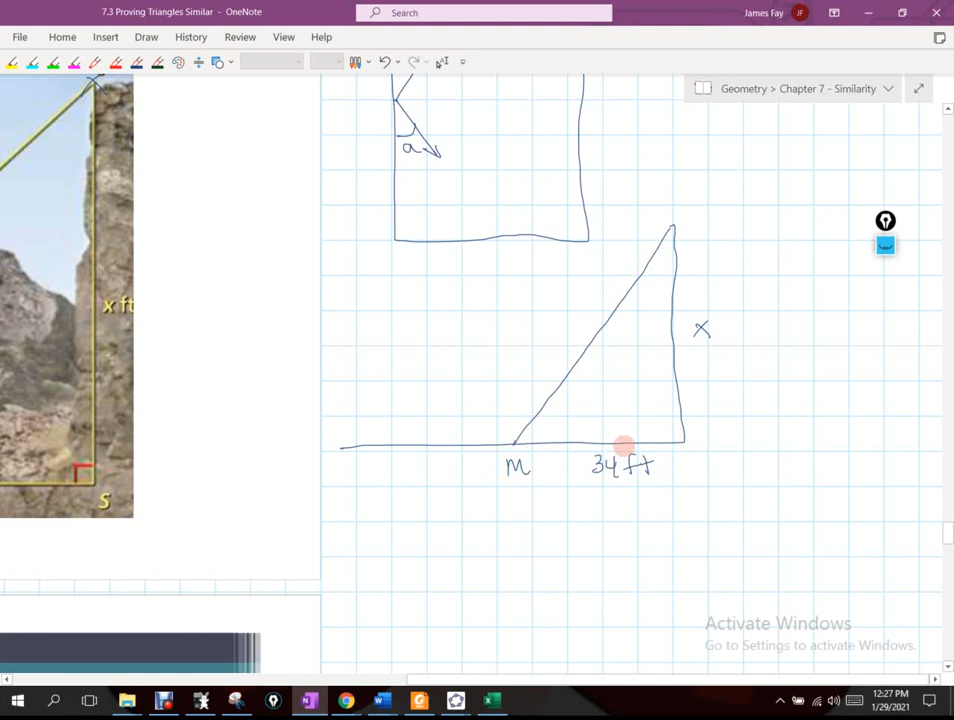 7.3 Proving Triangles Similar - OneNote
Search
James Fay
JF
File Home Insert Draw History Review View Help
Geometry > Chapter 7 - Similarity
a
x
x ft
S
M 34 ft
Activate Windows
Go to Settings to activate Windows.
12:27 PM
1/29/2021